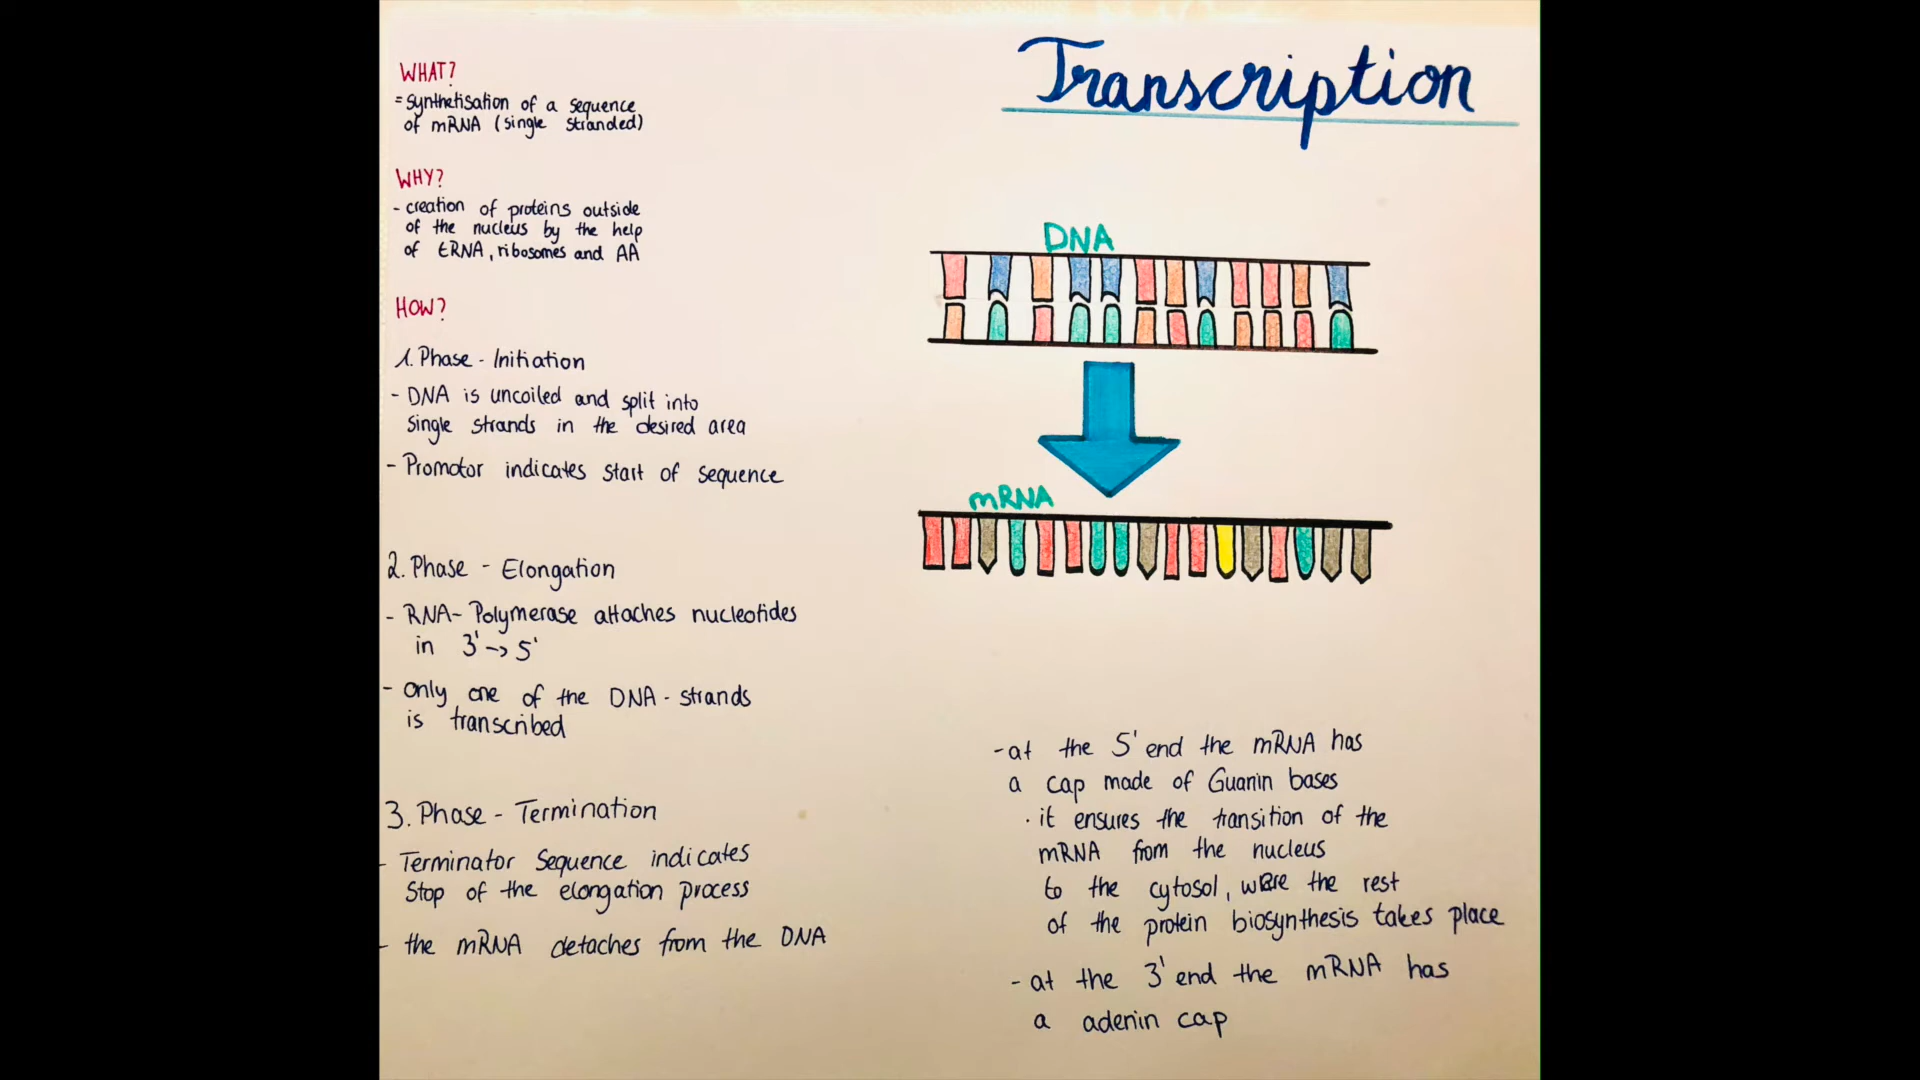 Transcription
WHAT?
= synthetisation of a sequence
of mRNA (single stranded)
WHY?
- creation of proteins outside
of the nucleus by the help
of tRNA, ribosomes and AA
HOW?
1. Phase - Initiation
- DNA is uncoiled and split into
single strands in the desired area
- Promotor indicates start of sequence
2. Phase - Elongation
- RNA-Polymerase attaches nucleotides
in 3' -> 5'
- only one of the DNA-strands
is transcribed
3. Phase - Termination
- Terminator Sequence indicates
Stop of the elongation process
- the mRNA detaches from the DNA
DNA
mRNA
- at the 5' end the mRNA has
a cap made of Guanin bases
· it ensures the transition of the
mRNA from the nucleus
to the cytosol, were the rest
of the protein biosynthesis takes place
- at the 3' end the mRNA has
a adenin cap